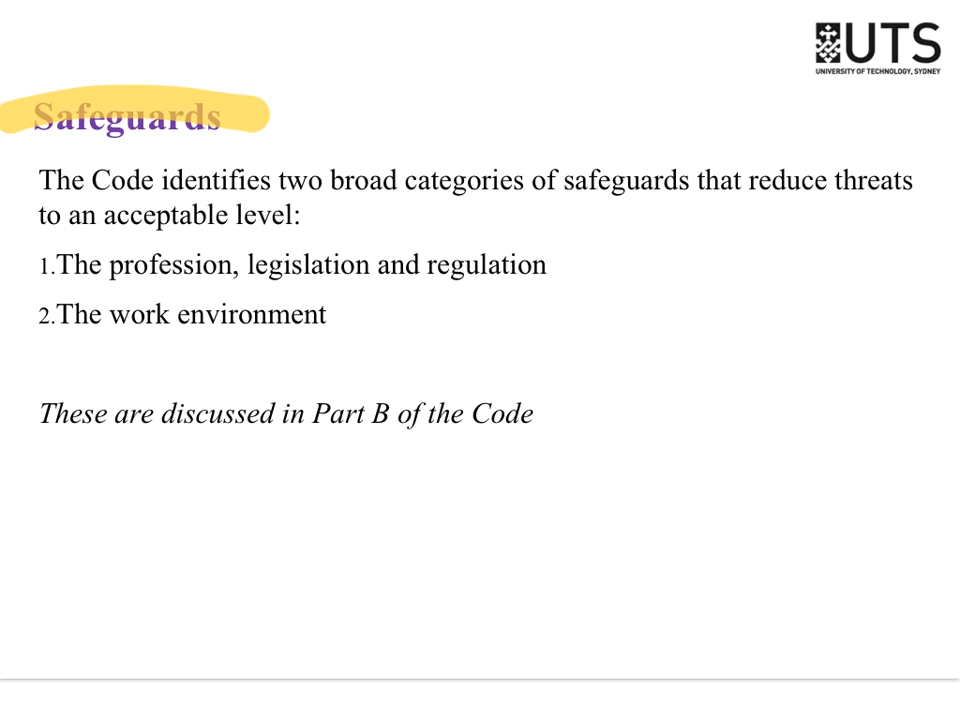 UTS
UNIVERSITY OF TECHNOLOGY, SYDNEY
Safeguards
The Code identifies two broad categories of safeguards that reduce threats
to an acceptable level:
1.The profession, legislation and regulation
2.The work environment
These are discussed in Part B of the Code